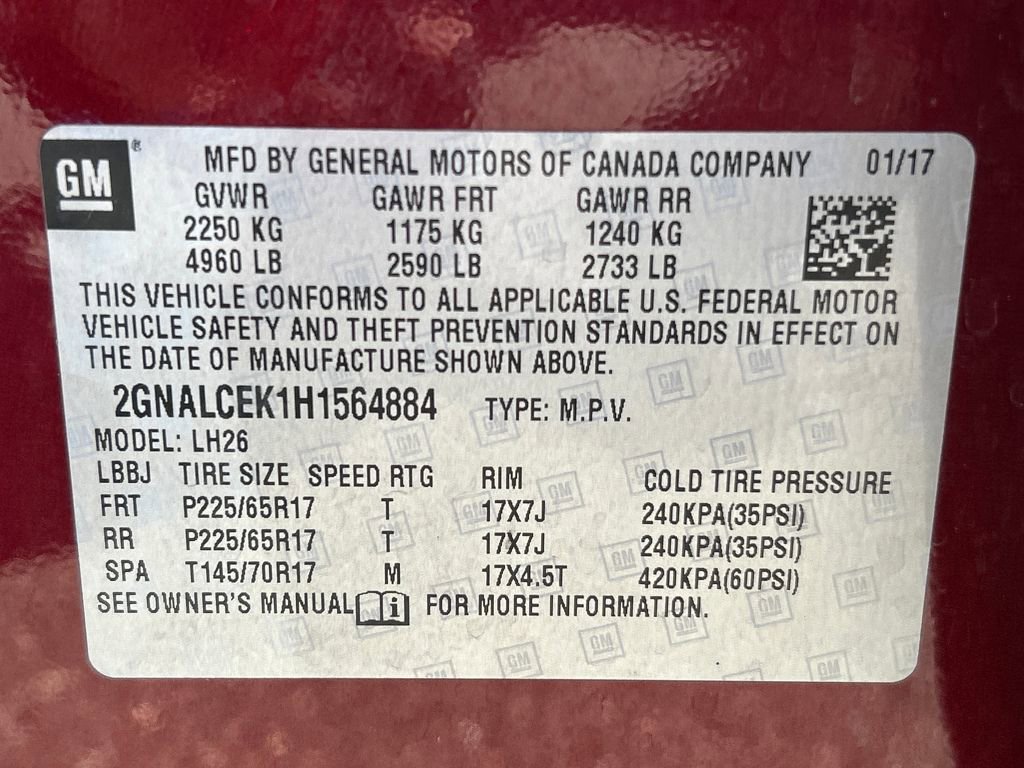 GM®
MFD BY GENERAL MOTORS OF CANADA COMPANY 01/17
GVWR GAWR FRT GAWR RR
2250 KG 1175 KG 1240 KG
4960 LB 2590 LB 2733 LB
THIS VEHICLE CONFORMS TO ALL APPLICABLE U.S. FEDERAL MOTOR
VEHICLE SAFETY AND THEFT PREVENTION STANDARDS IN EFFECT ON
THE DATE OF MANUFACTURE SHOWN ABOVE.
2GNALCEK1H1564884 TYPE: M.P.V.
MODEL: LH26
LBBJ TIRE SIZE SPEED RTG RIM COLD TIRE PRESSURE
FRT P225/65R17 T 17X7J 240KPA(35PSI)
RR P225/65R17 T 17X7J 240KPA(35PSI)
SPA T145/70R17 M 17X4.5T 420KPA(60PSI)
SEE OWNER'S MANUAL i FOR MORE INFORMATION.